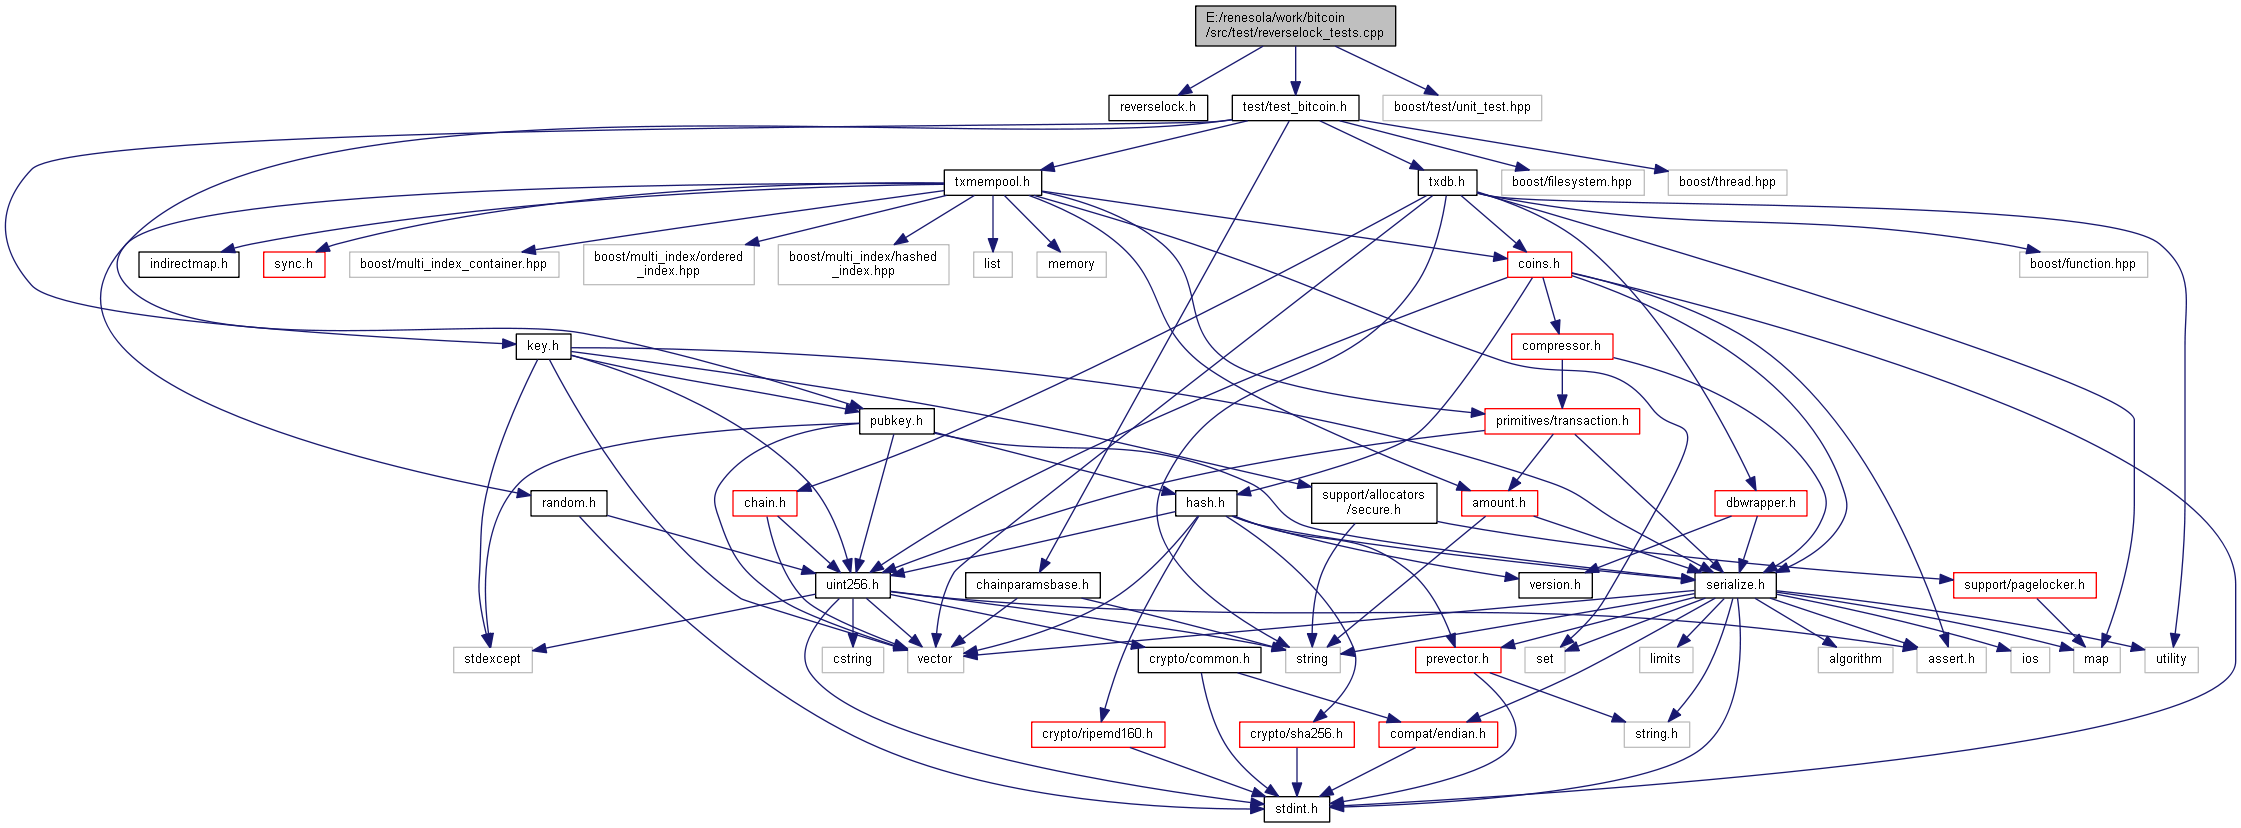 E:/renesola/work/bitcoin
/src/test/reverselock_tests.cpp
reverselock.h
test/test_bitcoin.h
boost/test/unit_test.hpp
txmempool.h
txdb.h
boost/filesystem.hpp
boost/thread.hpp
indirectmap.h
sync.h
boost/multi_index_container.hpp
boost/multi_index/ordered
_index.hpp
boost/multi_index/hashed
_index.hpp
list
memory
coins.h
boost/function.hpp
key.h
compressor.h
pubkey.h
primitives/transaction.h
random.h
chain.h
hash.h
support/allocators
/secure.h
amount.h
dbwrapper.h
uint256.h
chainparamsbase.h
version.h
serialize.h
support/pagelocker.h
stdexcept
cstring
vector
crypto/common.h
string
prevector.h
set
limits
algorithm
assert.h
ios
map
utility
crypto/ripemd160.h
crypto/sha256.h
compat/endian.h
string.h
stdint.h